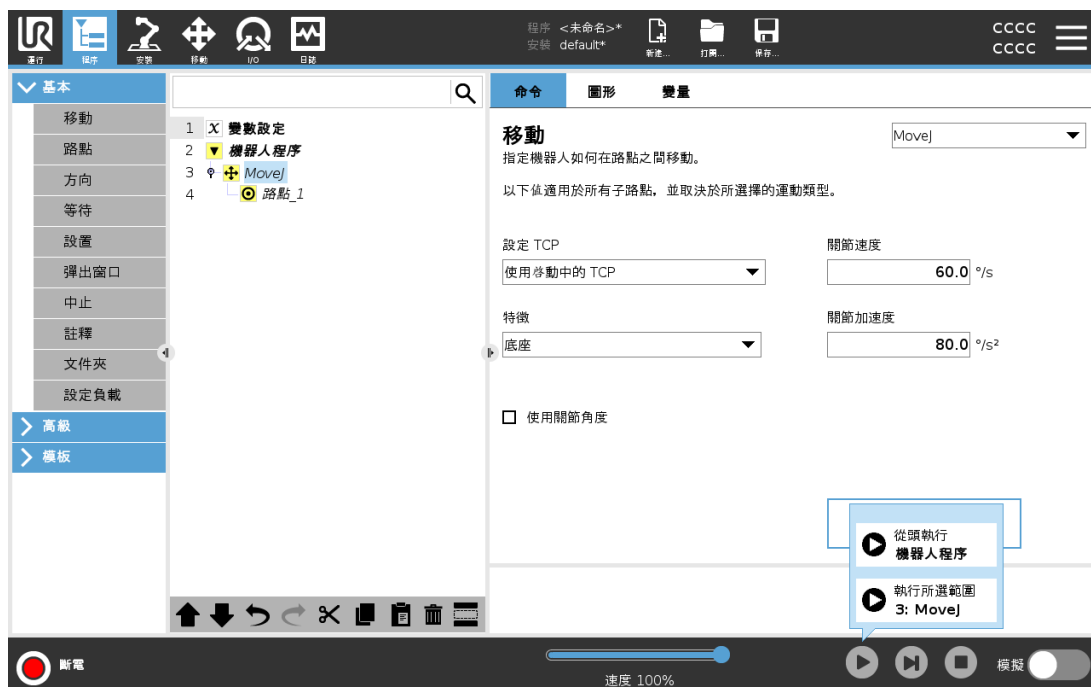 UR
運行
程序
安裝
移動
I/O
日誌
程序 <未命名>*
安裝 default*
新建...
打開...
保存...
CCCC
CCCC
基本
移動
路點
方向
等待
設置
彈出窗口
中止
註釋
文件夾
設定負載
高級
模板
1 X 變數設定
2 機器人程序
3 MoveJ
4 路點_1
命令
圖形
變量
移動
MoveJ
指定機器人如何在路點之間移動。
以下值適用於所有子路點，並取決於所選擇的運動類型。
設定 TCP
關節速度
使用移動中的 TCP
60.0 °/s
特徵
關節加速度
底座
80.0 °/s²
使用關節角度
從頭執行
機器人程序
執行所選範圍
3: MoveJ
斷電
速度 100%
模擬